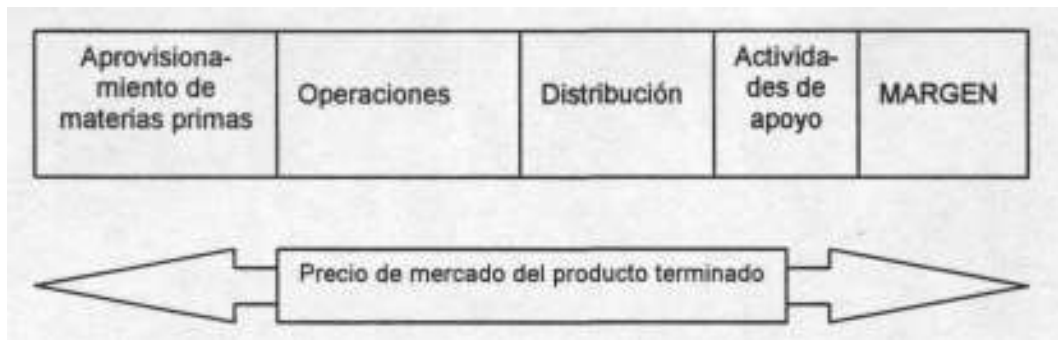 Aprovisiona-
miento de
materias primas
Operaciones
Distribución
Activida-
des de
apoyo
MARGEN
Precio de mercado del producto terminado